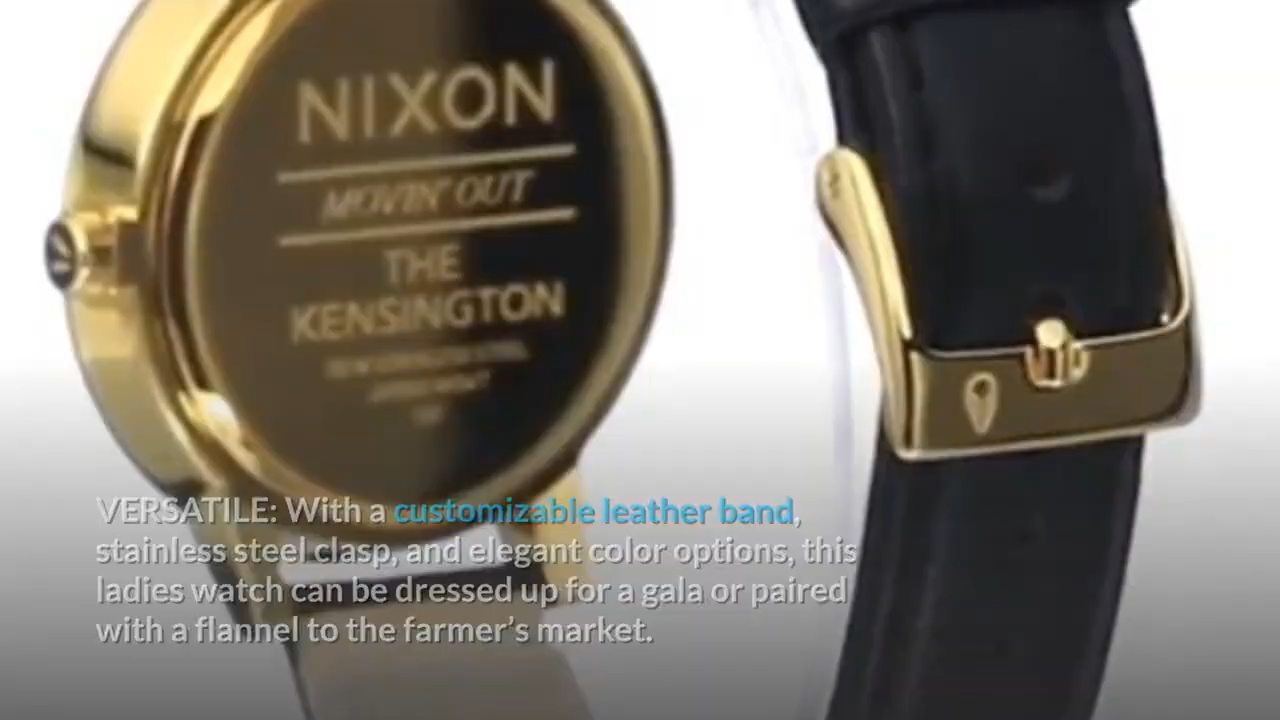 NIXON
MOVIN' OUT
THE
KENSINGTON
VERSATILE: With a customizable leather band,
stainless steel clasp, and elegant color options, this
ladies watch can be dressed up for a gala or paired
with a flannel to the farmer's market.